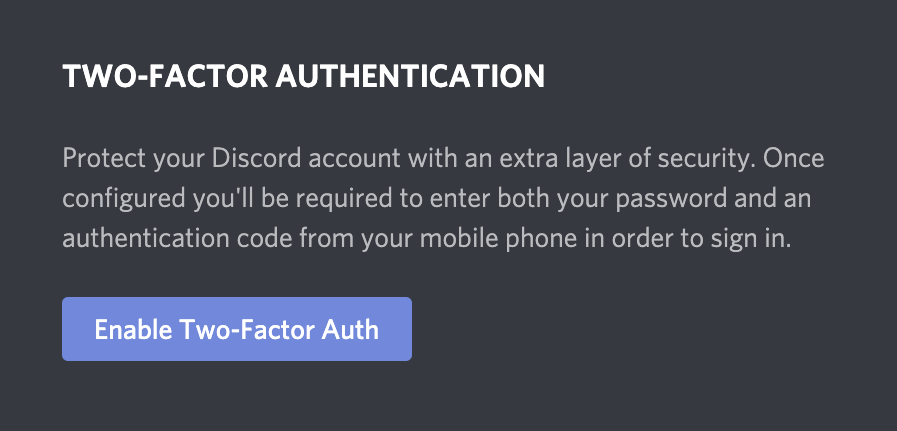 TWO-FACTOR AUTHENTICATION
Protect your Discord account with an extra layer of security. Once
configured you'll be required to enter both your password and an
authentication code from your mobile phone in order to sign in.
Enable Two-Factor Auth